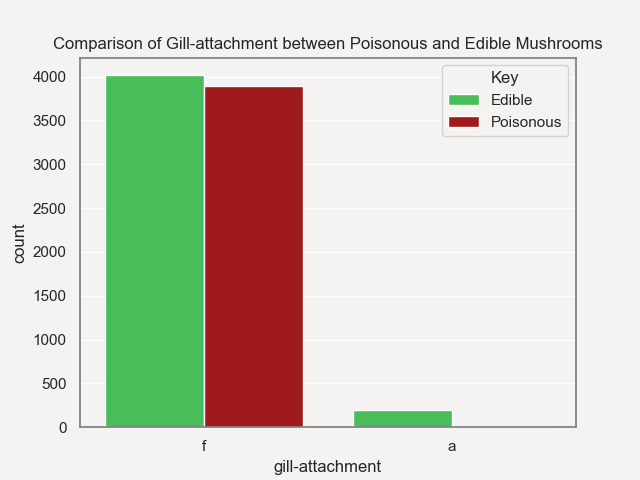 Comparison of Gill-attachment between Poisonous and Edible Mushrooms
Key
Edible
Poisonous
4000
3500
3000
2500
2000
1500
1000
500
0
count
f
a
gill-attachment